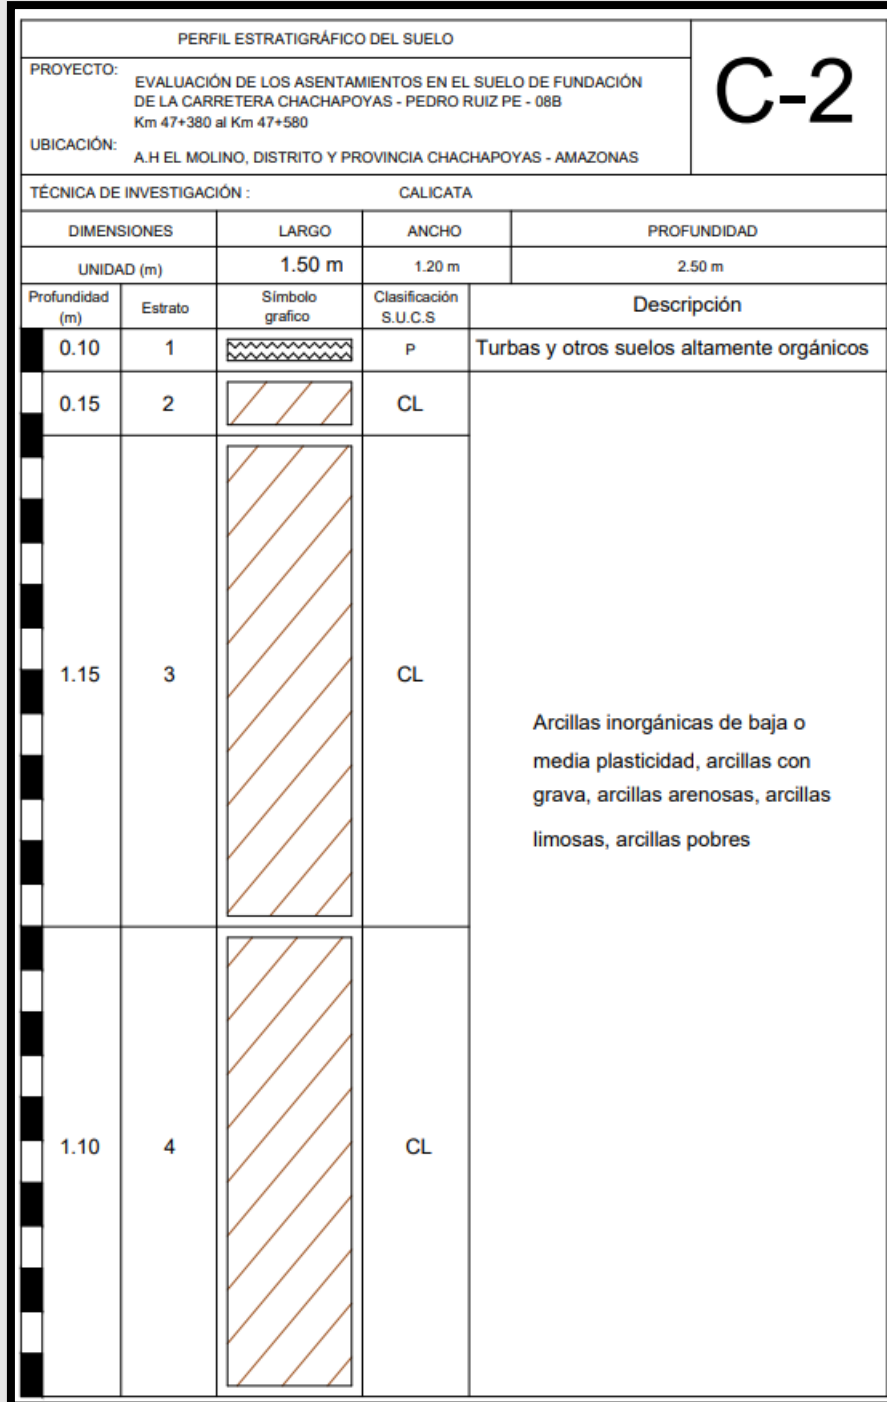 PERFIL ESTRATIGRÁFICO DEL SUELO
C-2
PROYECTO:
EVALUACIÓN DE LOS ASENTAMIENTOS EN EL SUELO DE FUNDACIÓN
DE LA CARRETERA CHACHAPOYAS - PEDRO RUIZ PE - 08B
Km 47+380 al Km 47+580
UBICACIÓN:
A.H EL MOLINO, DISTRITO Y PROVINCIA CHACHAPOYAS - AMAZONAS
TÉCNICA DE INVESTIGACIÓN : CALICATA
DIMENSIONES LARGO ANCHO PROFUNDIDAD
UNIDAD (m) 1.50 m 1.20 m 2.50 m
Profundidad
(m)
Estrato
Símbolo
grafico
Clasificación
S.U.C.S
Descripción
0.10 1 P Turbas y otros suelos altamente orgánicos
0.15 2 CL
1.15 3 CL
Arcillas inorgánicas de baja o
media plasticidad, arcillas con
grava, arcillas arenosas, arcillas
limosas, arcillas pobres
1.10 4 CL